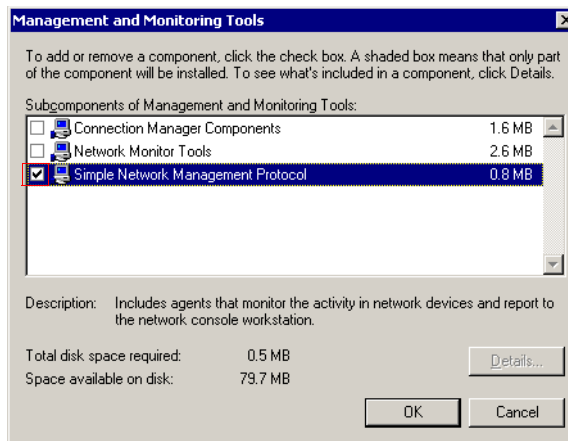 Management and Monitoring Tools
To add or remove a component, click the check box. A shaded box means that only part
of the component will be installed. To see what's included in a component, click Details.
Subcomponents of Management and Monitoring Tools:
Connection Manager Components 1.6 MB
Network Monitor Tools 2.6 MB
Simple Network Management Protocol 0.8 MB
Description: Includes agents that monitor the activity in network devices and report to
the network console workstation.
Total disk space required: 0.5 MB
Space available on disk: 79.7 MB
Details...
OK Cancel